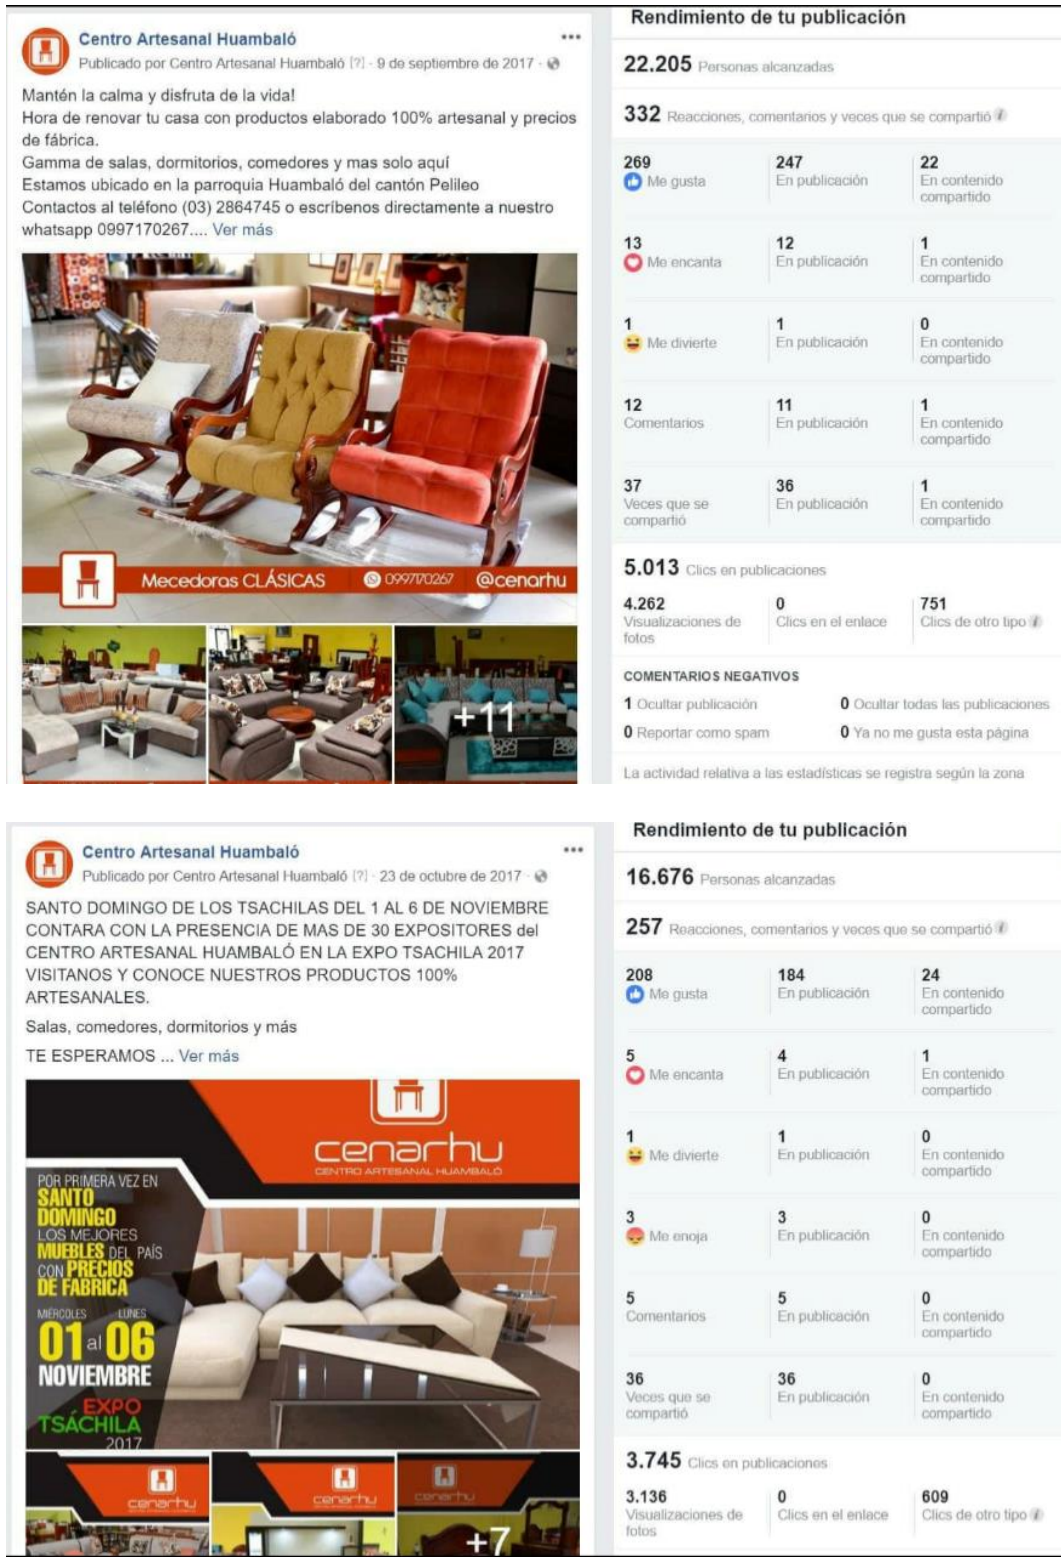 Centro Artesanal Huambaló
Publicado por Centro Artesanal Huambaló [?] · 9 de septiembre de 2017 ·
Mantén la calma y disfruta de la vida!
Hora de renovar tu casa con productos elaborado 100% artesanal y precios
de fábrica.
Gamma de salas, dormitorios, comedores y mas solo aquí
Estamos ubicado en la parroquia Huambaló del cantón Pelileo
Contactos al teléfono (03) 2864745 o escríbenos directamente a nuestro
whatsapp 0997170267.... Ver más
Mecedoras CLÁSICAS 0997170267 @cenarhu
+11
Rendimiento de tu publicación
22.205 Personas alcanzadas
332 Reacciones, comentarios y veces que se compartió
269 247 22
Me gusta En publicación En contenido
compartido
13 12 1
Me encanta En publicación En contenido
compartido
1 1 0
Me divierte En publicación En contenido
compartido
12 11 1
Comentarios En publicación En contenido
compartido
37 36 1
Veces que se En publicación En contenido
compartió compartido
5.013 Clics en publicaciones
4.262 0 751
Visualizaciones de Clics en el enlace Clics de otro tipo
fotos
COMENTARIOS NEGATIVOS
1 Ocultar publicación 0 Ocultar todas las publicaciones
0 Reportar como spam 0 Ya no me gusta esta página
La actividad relativa a las estadísticas se registra según la zona
Centro Artesanal Huambaló
Publicado por Centro Artesanal Huambaló [?] · 23 de octubre de 2017 ·
SANTO DOMINGO DE LOS TSACHILAS DEL 1 AL 6 DE NOVIEMBRE
CONTARA CON LA PRESENCIA DE MAS DE 30 EXPOSITORES del
CENTRO ARTESANAL HUAMBALÓ EN LA EXPO TSACHILA 2017
VISITANOS Y CONOCE NUESTROS PRODUCTOS 100%
ARTESANALES.
Salas, comedores, dormitorios y más
TE ESPERAMOS ... Ver más
cenarhu
CENTRO ARTESANAL HUAMBALÓ
POR PRIMERA VEZ EN
SANTO
DOMINGO
LOS MEJORES
MUEBLES DEL PAÍS
CON PRECIOS
DE FABRICA
MIÉRCOLES LUNES
01 al 06
NOVIEMBRE
EXPO
TSÁCHILA
2017
cenarhu
cenarhu
cenarhu
+7
Rendimiento de tu publicación
16.676 Personas alcanzadas
257 Reacciones, comentarios y veces que se compartió
208 184 24
Me gusta En publicación En contenido
compartido
5 4 1
Me encanta En publicación En contenido
compartido
1 1 0
Me divierte En publicación En contenido
compartido
3 3 0
Me enoja En publicación En contenido
compartido
5 5 0
Comentarios En publicación En contenido
compartido
36 36 0
Veces que se En publicación En contenido
compartió compartido
3.745 Clics en publicaciones
3.136 0 609
Visualizaciones de Clics en el enlace Clics de otro tipo
fotos